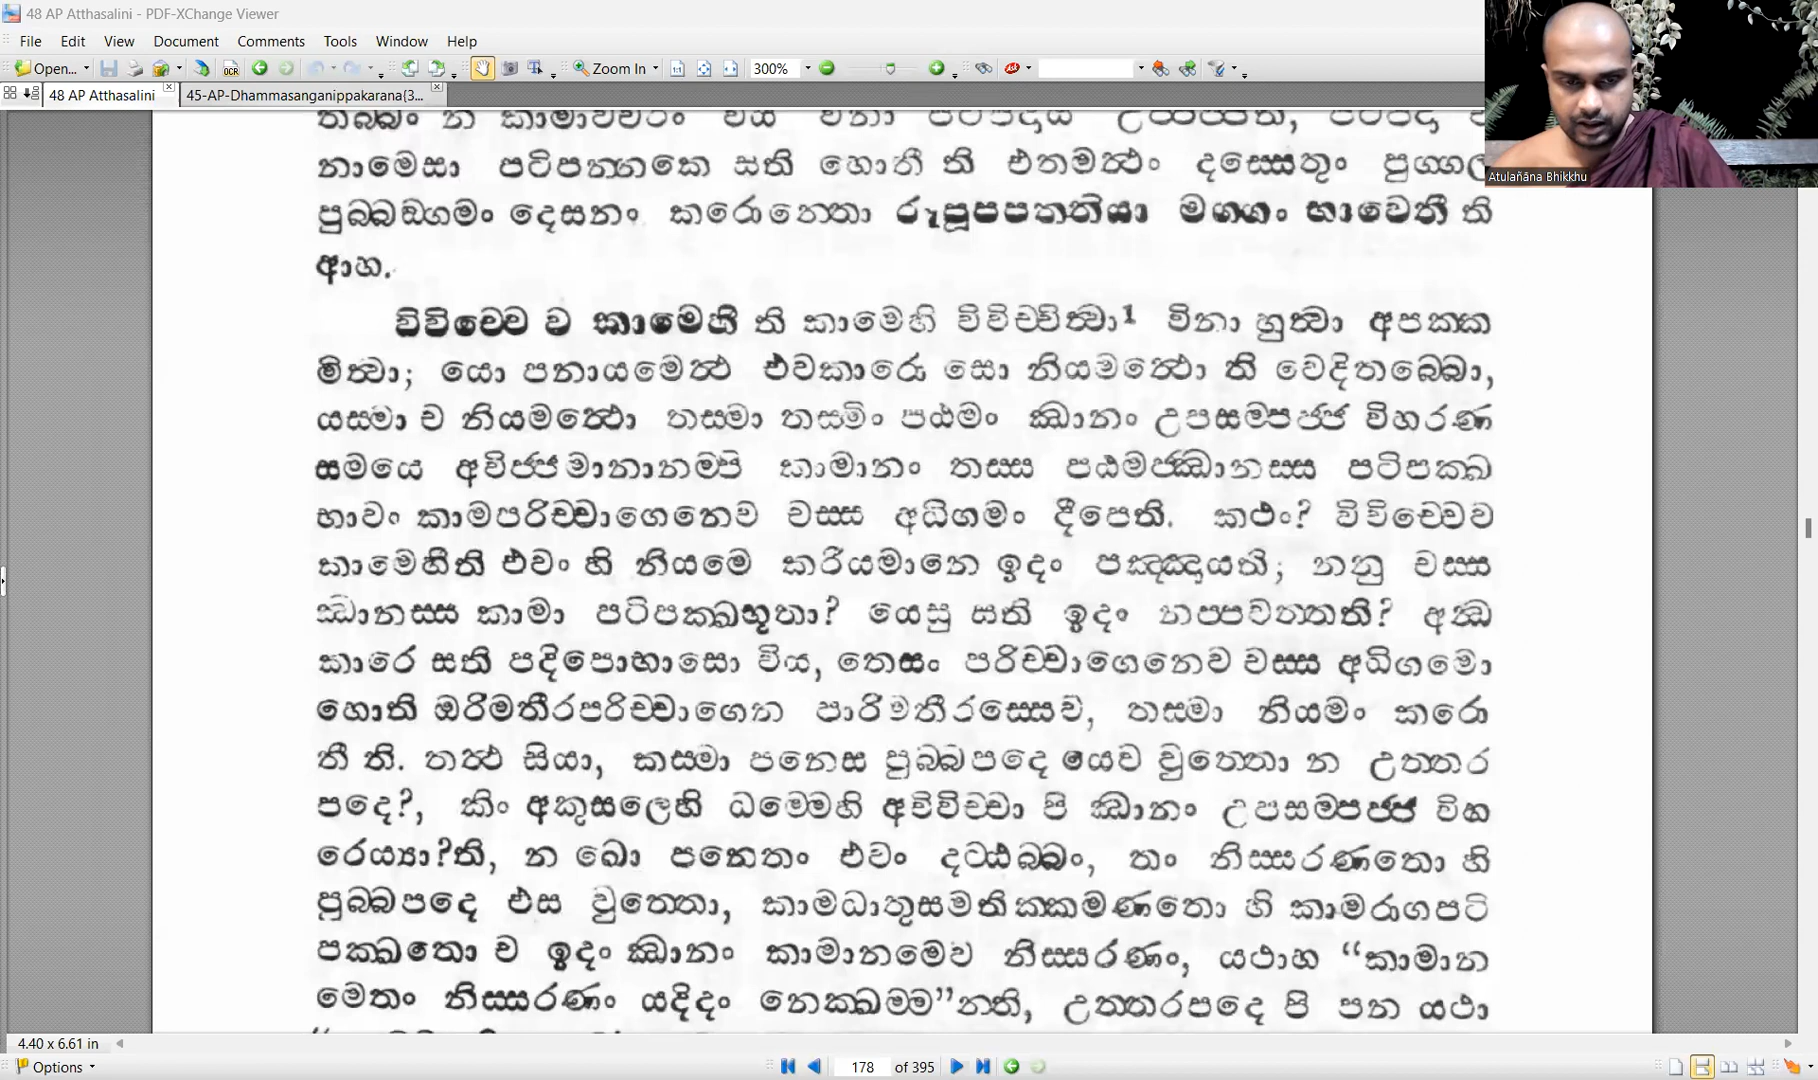 48 AP Atthasalini - PDF-XChange Viewer
File Edit View Document Comments Tools Window Help
Open... OCR Zoom In 300%
48 AP Atthasalini 45-AP-Dhammasanganippakarana{3...
Atulañāna Bhikkhu
නාමෙසා පටිපන්නකෙ සති හොතී ති එතමත්ථං දස්සෙතුං පුග්ගල
පුබ්බඞ්ගමං දෙසනං කරොන්තො රූපූපපත්තියා මග්ගං භාවෙතී ති
ආහ.
විවිච්චෙ ව කාමෙහි ති කාමෙහි විවිච්චිත්වා¹ විනා හුත්වා අපක්ක
මිත්වා; යො පනායමෙත්ථ එවකාරො සො නියමත්ථො ති වෙදිතබ්බො,
යස්මා ච නියමත්ථො තස්මා තස්මිං පඨමං ඣානං උපසම්පජ්ජ විහරණ
සමයෙ අවිජ්ජමානානම්පි කාමානං තස්ස පඨමජ්ඣානස්ස පටිපක්ඛ
භාවං කාමපරිච්චාගෙනෙව චස්ස අධිගමං දීපෙති. කථං? විවිච්චෙව
කාමෙහීති එවං හි නියමෙ කරීයමානෙ ඉදං පඤ්ඤායති; නනු චස්ස
ඣානස්ස කාමා පටිපක්ඛභූතා? යෙසු සති ඉදං නප්පවත්තති? අන්ධ
කාරෙ සති පදීපොභාසො විය, තෙසං පරිච්චාගෙනෙව චස්ස අධිගමො
හොති ඔරිමතීරපරිච්චාගෙන පාරිමතීරස්සෙව, තස්මා නියමං කරො
තී ති. තත්ථ සියා, කස්මා පනෙස පුබ්බපදෙ යෙව වුත්තො න උත්තර
පදෙ?, කිං අකුසලෙහි ධම්මෙහි අවිවිච්චා පි ඣානං උපසම්පජ්ජ විහ
රෙය්‍යා?ති, න ඛො පනෙතං එවං දට්ඨබ්බං, තං නිස්සරණතො හි
පුබ්බපදෙ එස වුත්තො, කාමධාතුසමතික්කමණතො හි කාමරාගපටි
පක්ඛතො ච ඉදං ඣානං කාමානමෙව නිස්සරණං, යථාහ “කාමාන
මෙතං නිස්සරණං යදිදං නෙක්ඛම්ම”න්ති, උත්තරපදෙ පි පන යථා
4.40 x 6.61 in
Options 178 of 395